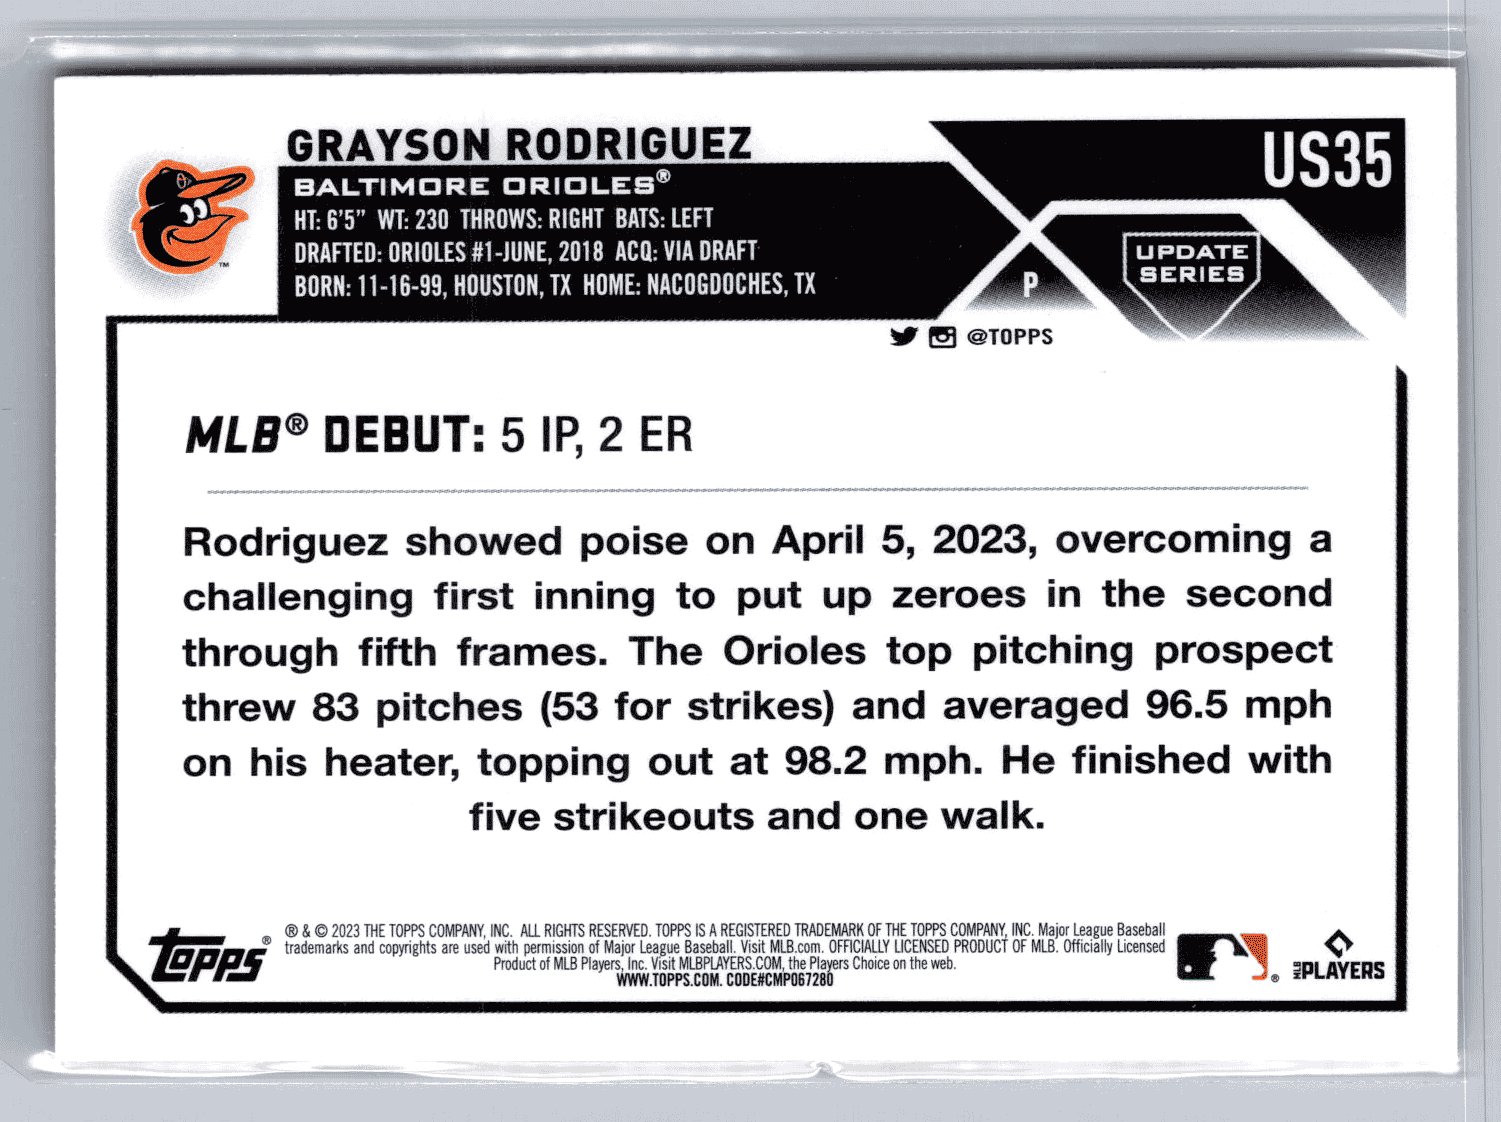 GRAYSON RODRIGUEZ
US35
BALTIMORE ORIOLES®
HT: 6'5" WT: 230 THROWS: RIGHT BATS: LEFT
DRAFTED: ORIOLES #1-JUNE, 2018 ACQ: VIA DRAFT
BORN: 11-16-99, HOUSTON, TX HOME: NACOGDOCHES, TX
P
UPDATE
SERIES
TM
@TOPPS
MLB® DEBUT: 5 IP, 2 ER
Rodriguez showed poise on April 5, 2023, overcoming a
challenging first inning to put up zeroes in the second
through fifth frames. The Orioles top pitching prospect
threw 83 pitches (53 for strikes) and averaged 96.5 mph
on his heater, topping out at 98.2 mph. He finished with
five strikeouts and one walk.
TOPPS®
® & © 2023 THE TOPPS COMPANY, INC. ALL RIGHTS RESERVED. TOPPS IS A REGISTERED TRADEMARK OF THE TOPPS COMPANY, INC. Major League Baseball
trademarks and copyrights are used with permission of Major League Baseball. Visit MLB.com. OFFICIALLY LICENSED PRODUCT OF MLB. Officially Licensed
Product of MLB Players, Inc. Visit MLBPLAYERS.COM, the Players Choice on the web.
WWW.TOPPS.COM. CODE#CMP067280
®
MLB PLAYERS